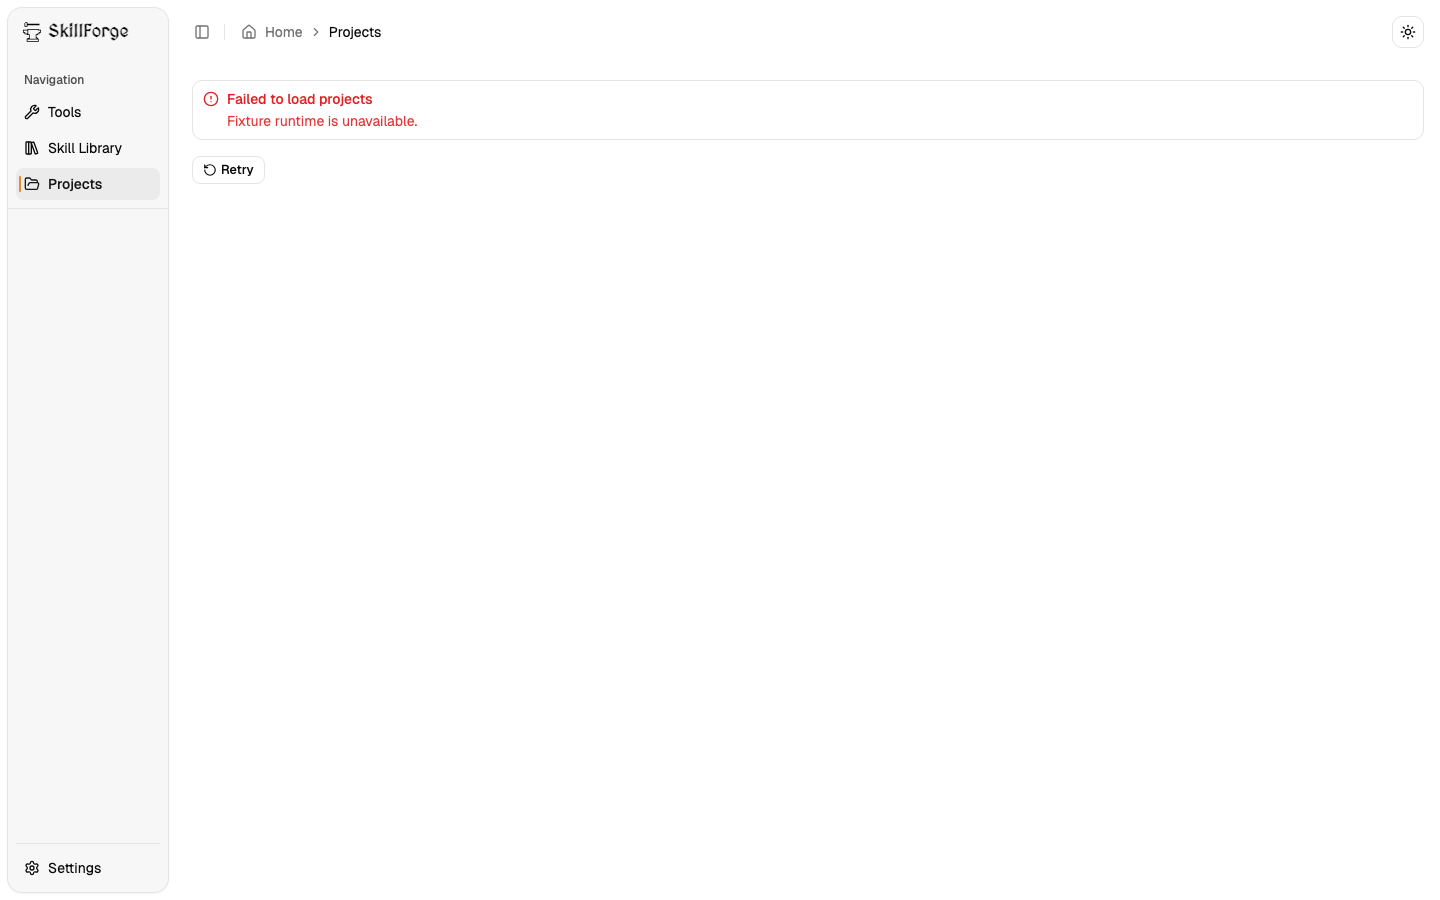 SkillForge
Home
Projects
Navigation
Tools
Skill Library
Projects
Failed to load projects
Fixture runtime is unavailable.
Retry
Settings